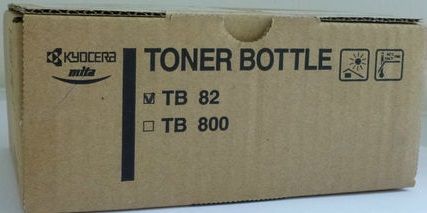 KYOCERA
mita
TONER BOTTLE
TB 82
TB 800